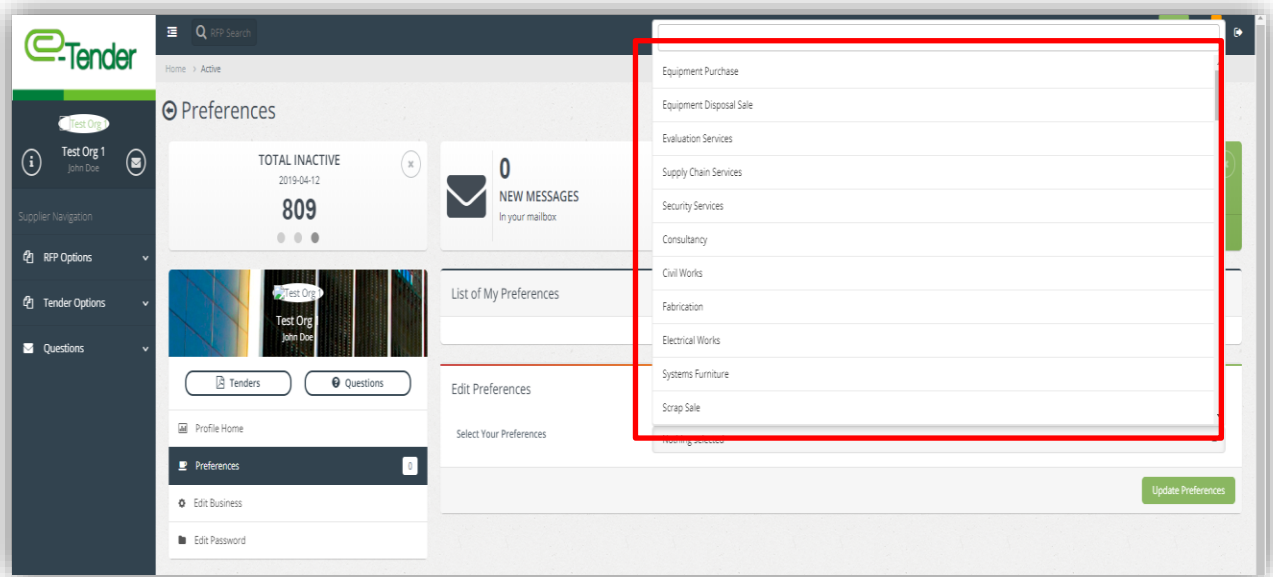 e-Tender
RFP Search
Home > Active
Preferences
Test Org 1
Test Org 1
John Doe
Supplier Navigation
RFP Options
Tender Options
Questions
TOTAL INACTIVE
2019-04-12
809
0
NEW MESSAGES
In your mailbox
Test Org 1
Test Org 1
John Doe
Tenders
Questions
Profile Home
Preferences
0
Edit Business
Edit Password
List of My Preferences
Edit Preferences
Select Your Preferences
Equipment Purchase
Equipment Disposal Sale
Evaluation Services
Supply Chain Services
Security Services
Consultancy
Civil Works
Fabrication
Electrical Works
Systems Furniture
Scrap Sale
Nothing Selected
Update Preferences